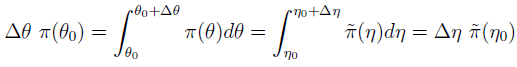 Δθ π(θ₀) = ∫_{θ₀}^{θ₀+Δθ} π(θ)dθ = ∫_{η₀}^{η₀+Δη} π̃(η)dη = Δη π̃(η₀)